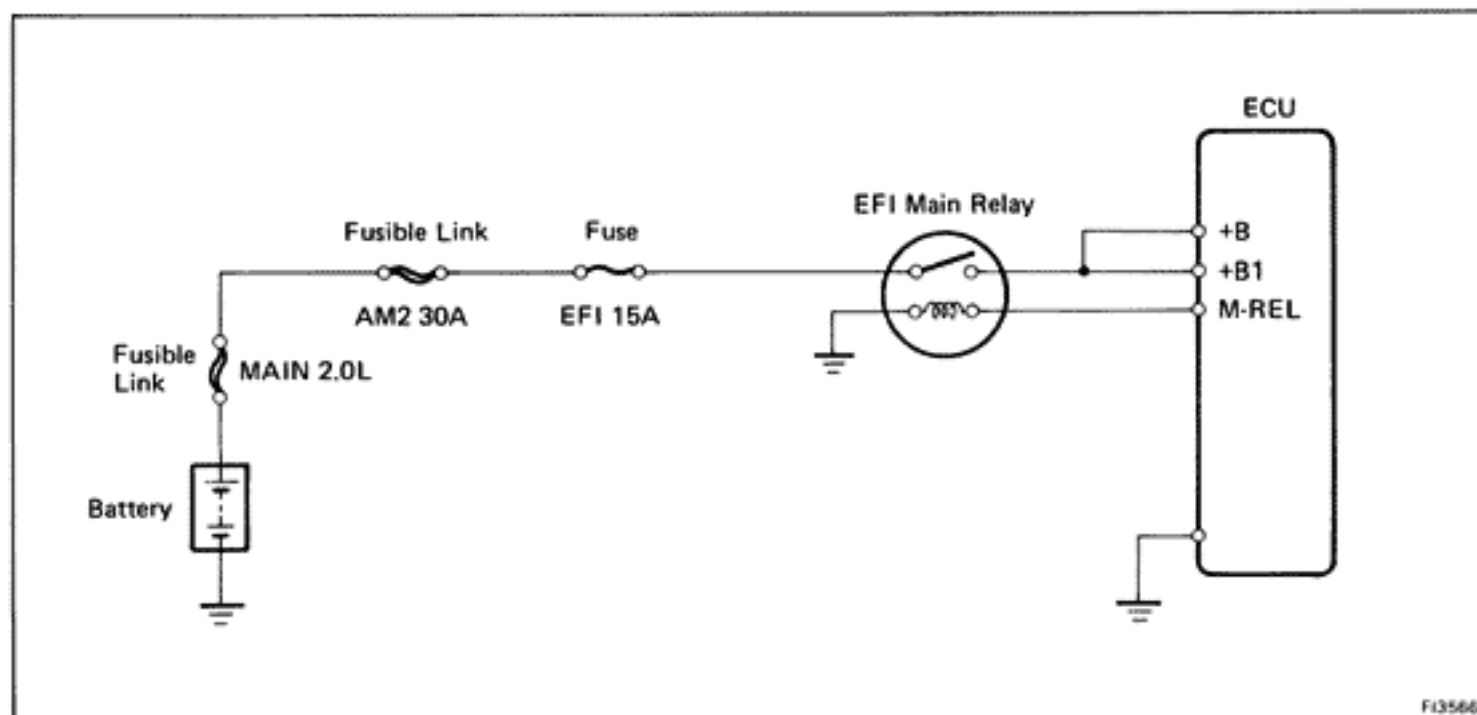 ECU
EFI Main Relay
+B
Fusible Link
Fuse
+B1
AM2 30A
EFI 15A
M-REL
Fusible
Link
MAIN 2.0L
Battery
FI3566